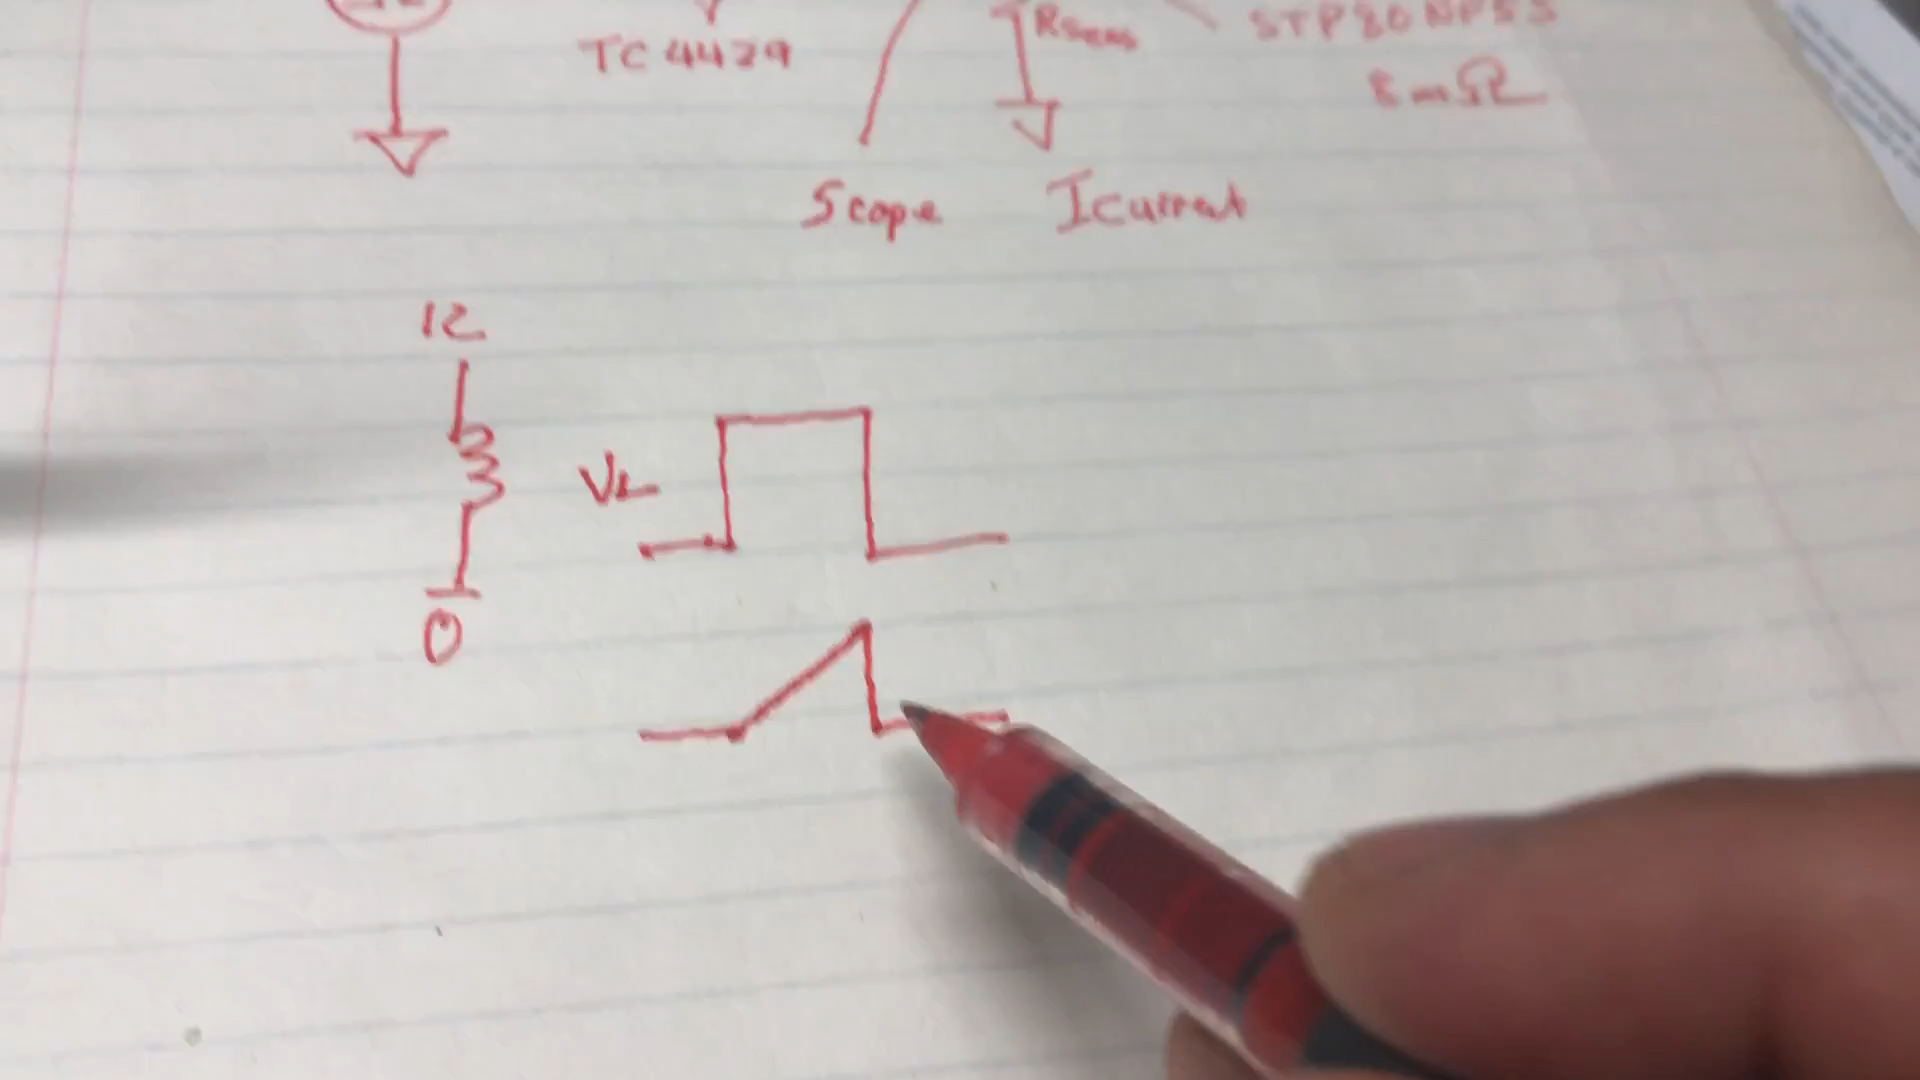 TC4429
Rsens
STP80NF55
8mΩ
Scope
Icurrent
12
VL
0